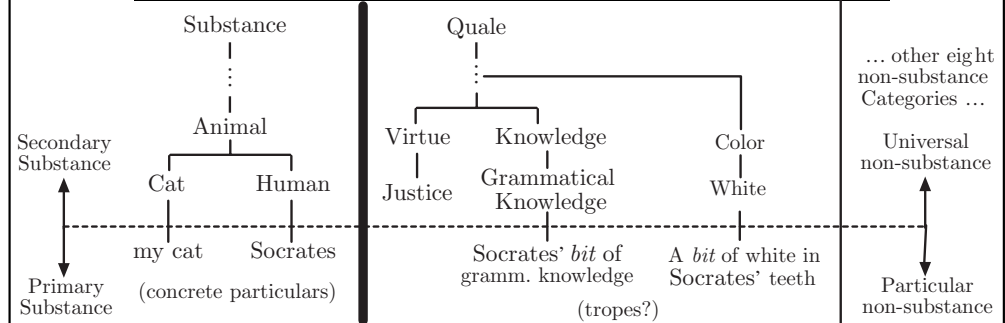 Substance
Quale
... other eight
non-substance
Categories ...
Animal
Virtue
Knowledge
Color
Secondary
Substance
Universal
non-substance
Cat
Human
Justice
Grammatical
Knowledge
White
my cat
Socrates
Socrates' bit of
gramm. knowledge
A bit of white in
Socrates' teeth
Primary
Substance
(concrete particulars)
(tropes?)
Particular
non-substance